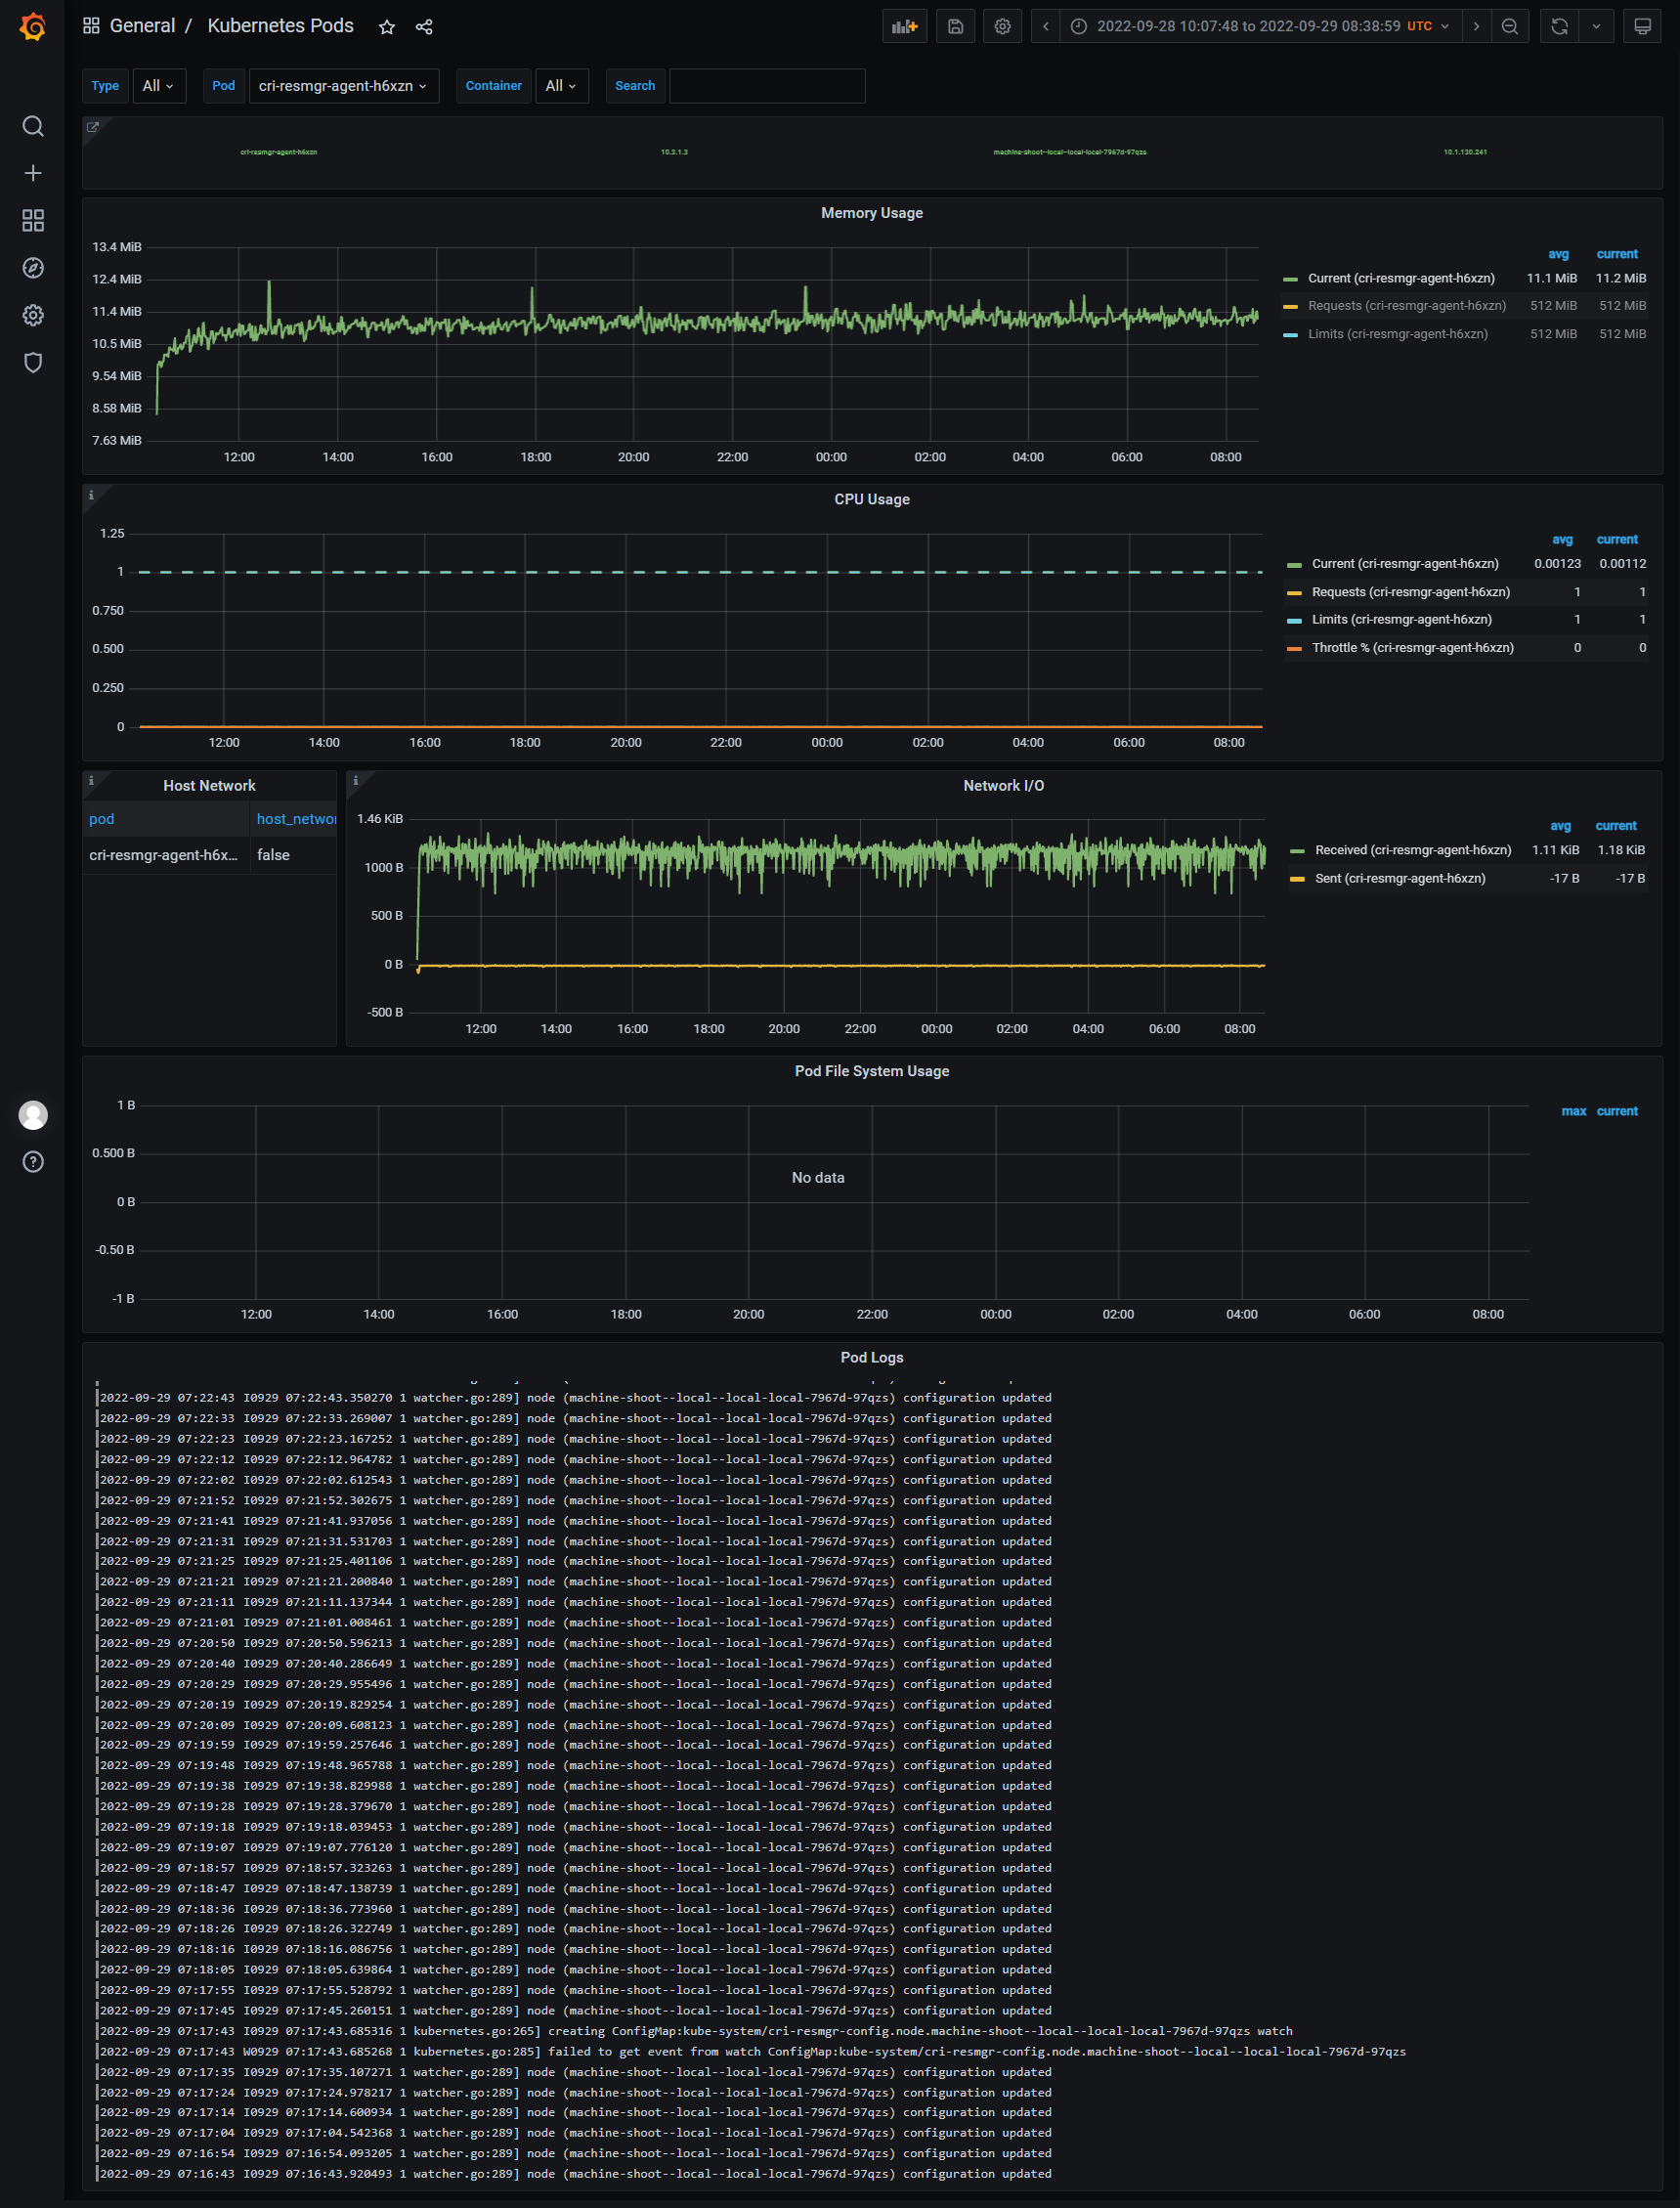 General / Kubernetes Pods
2022-09-28 10:07:48 to 2022-09-29 08:38:59 UTC
Type All Pod cri-resmgr-agent-h6xzn Container All Search
cri-resmgr-agent-h6xzn 10.3.1.3 machine-shoot--local--local-local-7967d-97qzs 10.1.130.241
Memory Usage
avg current
Current (cri-resmgr-agent-h6xzn) 11.1 MiB 11.2 MiB
Requests (cri-resmgr-agent-h6xzn) 512 MiB 512 MiB
Limits (cri-resmgr-agent-h6xzn) 512 MiB 512 MiB
13.4 MiB
12.4 MiB
11.4 MiB
10.5 MiB
9.54 MiB
8.58 MiB
7.63 MiB
12:00 14:00 16:00 18:00 20:00 22:00 00:00 02:00 04:00 06:00 08:00
CPU Usage
avg current
Current (cri-resmgr-agent-h6xzn) 0.00123 0.00112
Requests (cri-resmgr-agent-h6xzn) 1 1
Limits (cri-resmgr-agent-h6xzn) 1 1
Throttle % (cri-resmgr-agent-h6xzn) 0 0
1.25
1
0.750
0.500
0.250
0
12:00 14:00 16:00 18:00 20:00 22:00 00:00 02:00 04:00 06:00 08:00
Host Network
pod host_networ
cri-resmgr-agent-h6x... false
Network I/O
avg current
Received (cri-resmgr-agent-h6xzn) 1.11 KiB 1.18 KiB
Sent (cri-resmgr-agent-h6xzn) -17 B -17 B
1.46 KiB
1000 B
500 B
0 B
-500 B
12:00 14:00 16:00 18:00 20:00 22:00 00:00 02:00 04:00 06:00 08:00
Pod File System Usage
max current
1 B
0.500 B
0 B
-0.50 B
-1 B
No data
12:00 14:00 16:00 18:00 20:00 22:00 00:00 02:00 04:00 06:00 08:00
Pod Logs
2022-09-29 07:22:43 I0929 07:22:43.350270 1 watcher.go:289] node (machine-shoot--local--local-local-7967d-97qzs) configuration updated
2022-09-29 07:22:33 I0929 07:22:33.269007 1 watcher.go:289] node (machine-shoot--local--local-local-7967d-97qzs) configuration updated
2022-09-29 07:22:23 I0929 07:22:23.167252 1 watcher.go:289] node (machine-shoot--local--local-local-7967d-97qzs) configuration updated
2022-09-29 07:22:12 I0929 07:22:12.964782 1 watcher.go:289] node (machine-shoot--local--local-local-7967d-97qzs) configuration updated
2022-09-29 07:22:02 I0929 07:22:02.612543 1 watcher.go:289] node (machine-shoot--local--local-local-7967d-97qzs) configuration updated
2022-09-29 07:21:52 I0929 07:21:52.302675 1 watcher.go:289] node (machine-shoot--local--local-local-7967d-97qzs) configuration updated
2022-09-29 07:21:41 I0929 07:21:41.937056 1 watcher.go:289] node (machine-shoot--local--local-local-7967d-97qzs) configuration updated
2022-09-29 07:21:31 I0929 07:21:31.531703 1 watcher.go:289] node (machine-shoot--local--local-local-7967d-97qzs) configuration updated
2022-09-29 07:21:25 I0929 07:21:25.401106 1 watcher.go:289] node (machine-shoot--local--local-local-7967d-97qzs) configuration updated
2022-09-29 07:21:21 I0929 07:21:21.200840 1 watcher.go:289] node (machine-shoot--local--local-local-7967d-97qzs) configuration updated
2022-09-29 07:21:11 I0929 07:21:11.137344 1 watcher.go:289] node (machine-shoot--local--local-local-7967d-97qzs) configuration updated
2022-09-29 07:21:01 I0929 07:21:01.008461 1 watcher.go:289] node (machine-shoot--local--local-local-7967d-97qzs) configuration updated
2022-09-29 07:20:50 I0929 07:20:50.596213 1 watcher.go:289] node (machine-shoot--local--local-local-7967d-97qzs) configuration updated
2022-09-29 07:20:40 I0929 07:20:40.286649 1 watcher.go:289] node (machine-shoot--local--local-local-7967d-97qzs) configuration updated
2022-09-29 07:20:29 I0929 07:20:29.955496 1 watcher.go:289] node (machine-shoot--local--local-local-7967d-97qzs) configuration updated
2022-09-29 07:20:19 I0929 07:20:19.829254 1 watcher.go:289] node (machine-shoot--local--local-local-7967d-97qzs) configuration updated
2022-09-29 07:20:09 I0929 07:20:09.608123 1 watcher.go:289] node (machine-shoot--local--local-local-7967d-97qzs) configuration updated
2022-09-29 07:19:59 I0929 07:19:59.257646 1 watcher.go:289] node (machine-shoot--local--local-local-7967d-97qzs) configuration updated
2022-09-29 07:19:48 I0929 07:19:48.965788 1 watcher.go:289] node (machine-shoot--local--local-local-7967d-97qzs) configuration updated
2022-09-29 07:19:38 I0929 07:19:38.829988 1 watcher.go:289] node (machine-shoot--local--local-local-7967d-97qzs) configuration updated
2022-09-29 07:19:28 I0929 07:19:28.379670 1 watcher.go:289] node (machine-shoot--local--local-local-7967d-97qzs) configuration updated
2022-09-29 07:19:18 I0929 07:19:18.039453 1 watcher.go:289] node (machine-shoot--local--local-local-7967d-97qzs) configuration updated
2022-09-29 07:19:07 I0929 07:19:07.776120 1 watcher.go:289] node (machine-shoot--local--local-local-7967d-97qzs) configuration updated
2022-09-29 07:18:57 I0929 07:18:57.323263 1 watcher.go:289] node (machine-shoot--local--local-local-7967d-97qzs) configuration updated
2022-09-29 07:18:47 I0929 07:18:47.138739 1 watcher.go:289] node (machine-shoot--local--local-local-7967d-97qzs) configuration updated
2022-09-29 07:18:36 I0929 07:18:36.773960 1 watcher.go:289] node (machine-shoot--local--local-local-7967d-97qzs) configuration updated
2022-09-29 07:18:26 I0929 07:18:26.322749 1 watcher.go:289] node (machine-shoot--local--local-local-7967d-97qzs) configuration updated
2022-09-29 07:18:16 I0929 07:18:16.086756 1 watcher.go:289] node (machine-shoot--local--local-local-7967d-97qzs) configuration updated
2022-09-29 07:18:05 I0929 07:18:05.639864 1 watcher.go:289] node (machine-shoot--local--local-local-7967d-97qzs) configuration updated
2022-09-29 07:17:55 I0929 07:17:55.528792 1 watcher.go:289] node (machine-shoot--local--local-local-7967d-97qzs) configuration updated
2022-09-29 07:17:45 I0929 07:17:45.260151 1 watcher.go:289] node (machine-shoot--local--local-local-7967d-97qzs) configuration updated
2022-09-29 07:17:43 I0929 07:17:43.685316 1 kubernetes.go:265] creating ConfigMap:kube-system/cri-resmgr-config.node.machine-shoot--local--local-local-7967d-97qzs watch
2022-09-29 07:17:43 W0929 07:17:43.685268 1 kubernetes.go:285] failed to get event from watch ConfigMap:kube-system/cri-resmgr-config.node.machine-shoot--local--local-local-7967d-97qzs
2022-09-29 07:17:35 I0929 07:17:35.107271 1 watcher.go:289] node (machine-shoot--local--local-local-7967d-97qzs) configuration updated
2022-09-29 07:17:24 I0929 07:17:24.978217 1 watcher.go:289] node (machine-shoot--local--local-local-7967d-97qzs) configuration updated
2022-09-29 07:17:14 I0929 07:17:14.600934 1 watcher.go:289] node (machine-shoot--local--local-local-7967d-97qzs) configuration updated
2022-09-29 07:17:04 I0929 07:17:04.542368 1 watcher.go:289] node (machine-shoot--local--local-local-7967d-97qzs) configuration updated
2022-09-29 07:16:54 I0929 07:16:54.093205 1 watcher.go:289] node (machine-shoot--local--local-local-7967d-97qzs) configuration updated
2022-09-29 07:16:43 I0929 07:16:43.920493 1 watcher.go:289] node (machine-shoot--local--local-local-7967d-97qzs) configuration updated